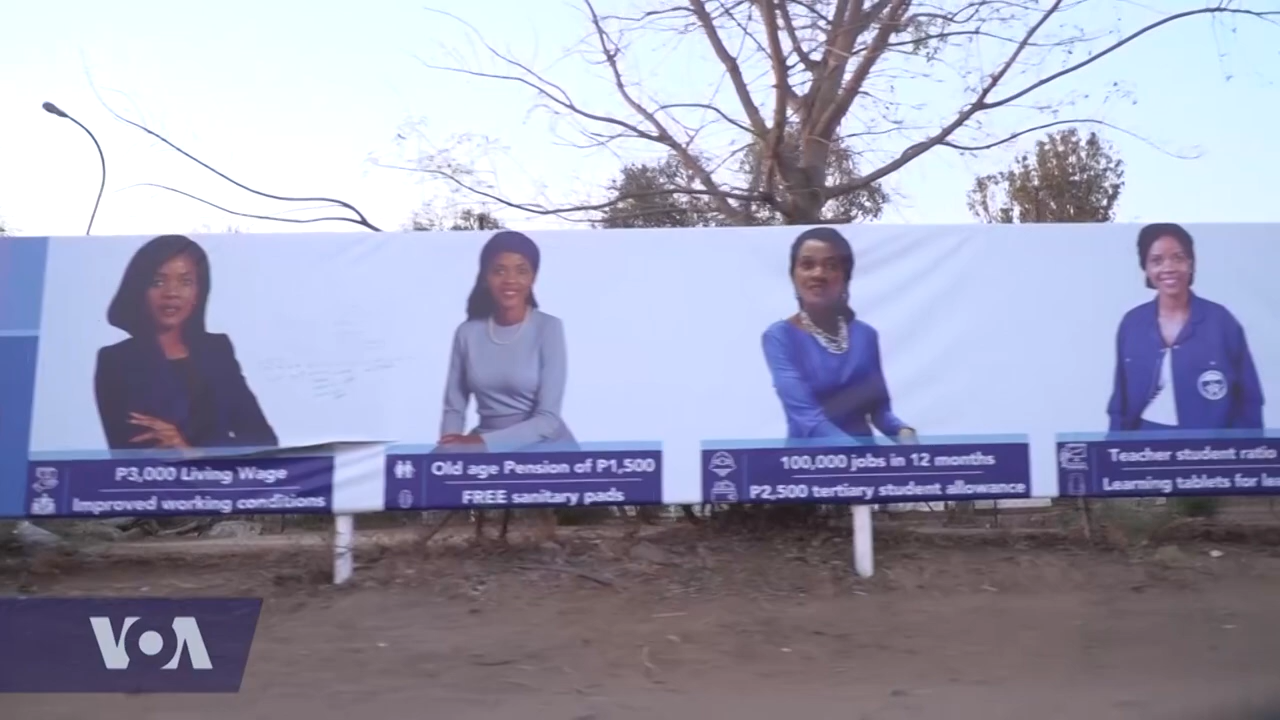 P3,000 Living Wage
Improved working conditions
Old age Pension of P1,500
FREE sanitary pads
100,000 jobs in 12 months
P2,500 tertiary student allowance
Teacher student ratio
Learning tablets for
VOA